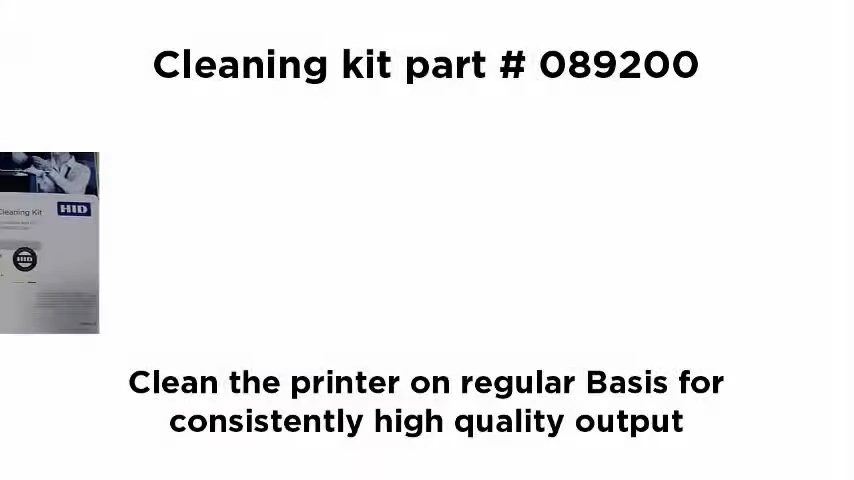 Cleaning kit part # 089200
Cleaning Kit
HID
HID
Clean the printer on regular Basis for
consistently high quality output